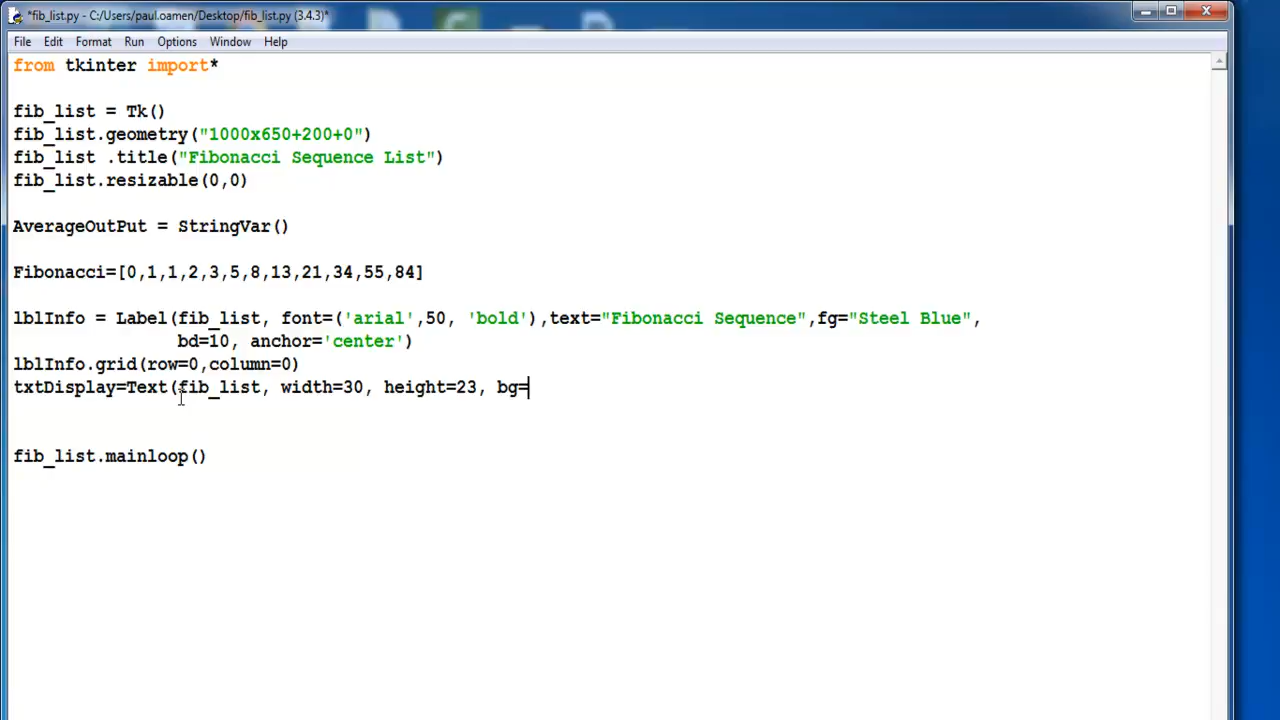 *fib_list.py - C:/Users/paul.oamen/Desktop/fib_list.py (3.4.3)*
File Edit Format Run Options Window Help
from tkinter import*
fib_list = Tk()
fib_list.geometry("1000x650+200+0")
fib_list .title("Fibonacci Sequence List")
fib_list.resizable(0,0)
AverageOutPut = StringVar()
Fibonacci=[0,1,1,2,3,5,8,13,21,34,55,84]
lblInfo = Label(fib_list, font=('arial',50, 'bold'),text="Fibonacci Sequence",fg="Steel Blue",
bd=10, anchor='center')
lblInfo.grid(row=0,column=0)
txtDisplay=Text(fib_list, width=30, height=23, bg=
fib_list.mainloop()